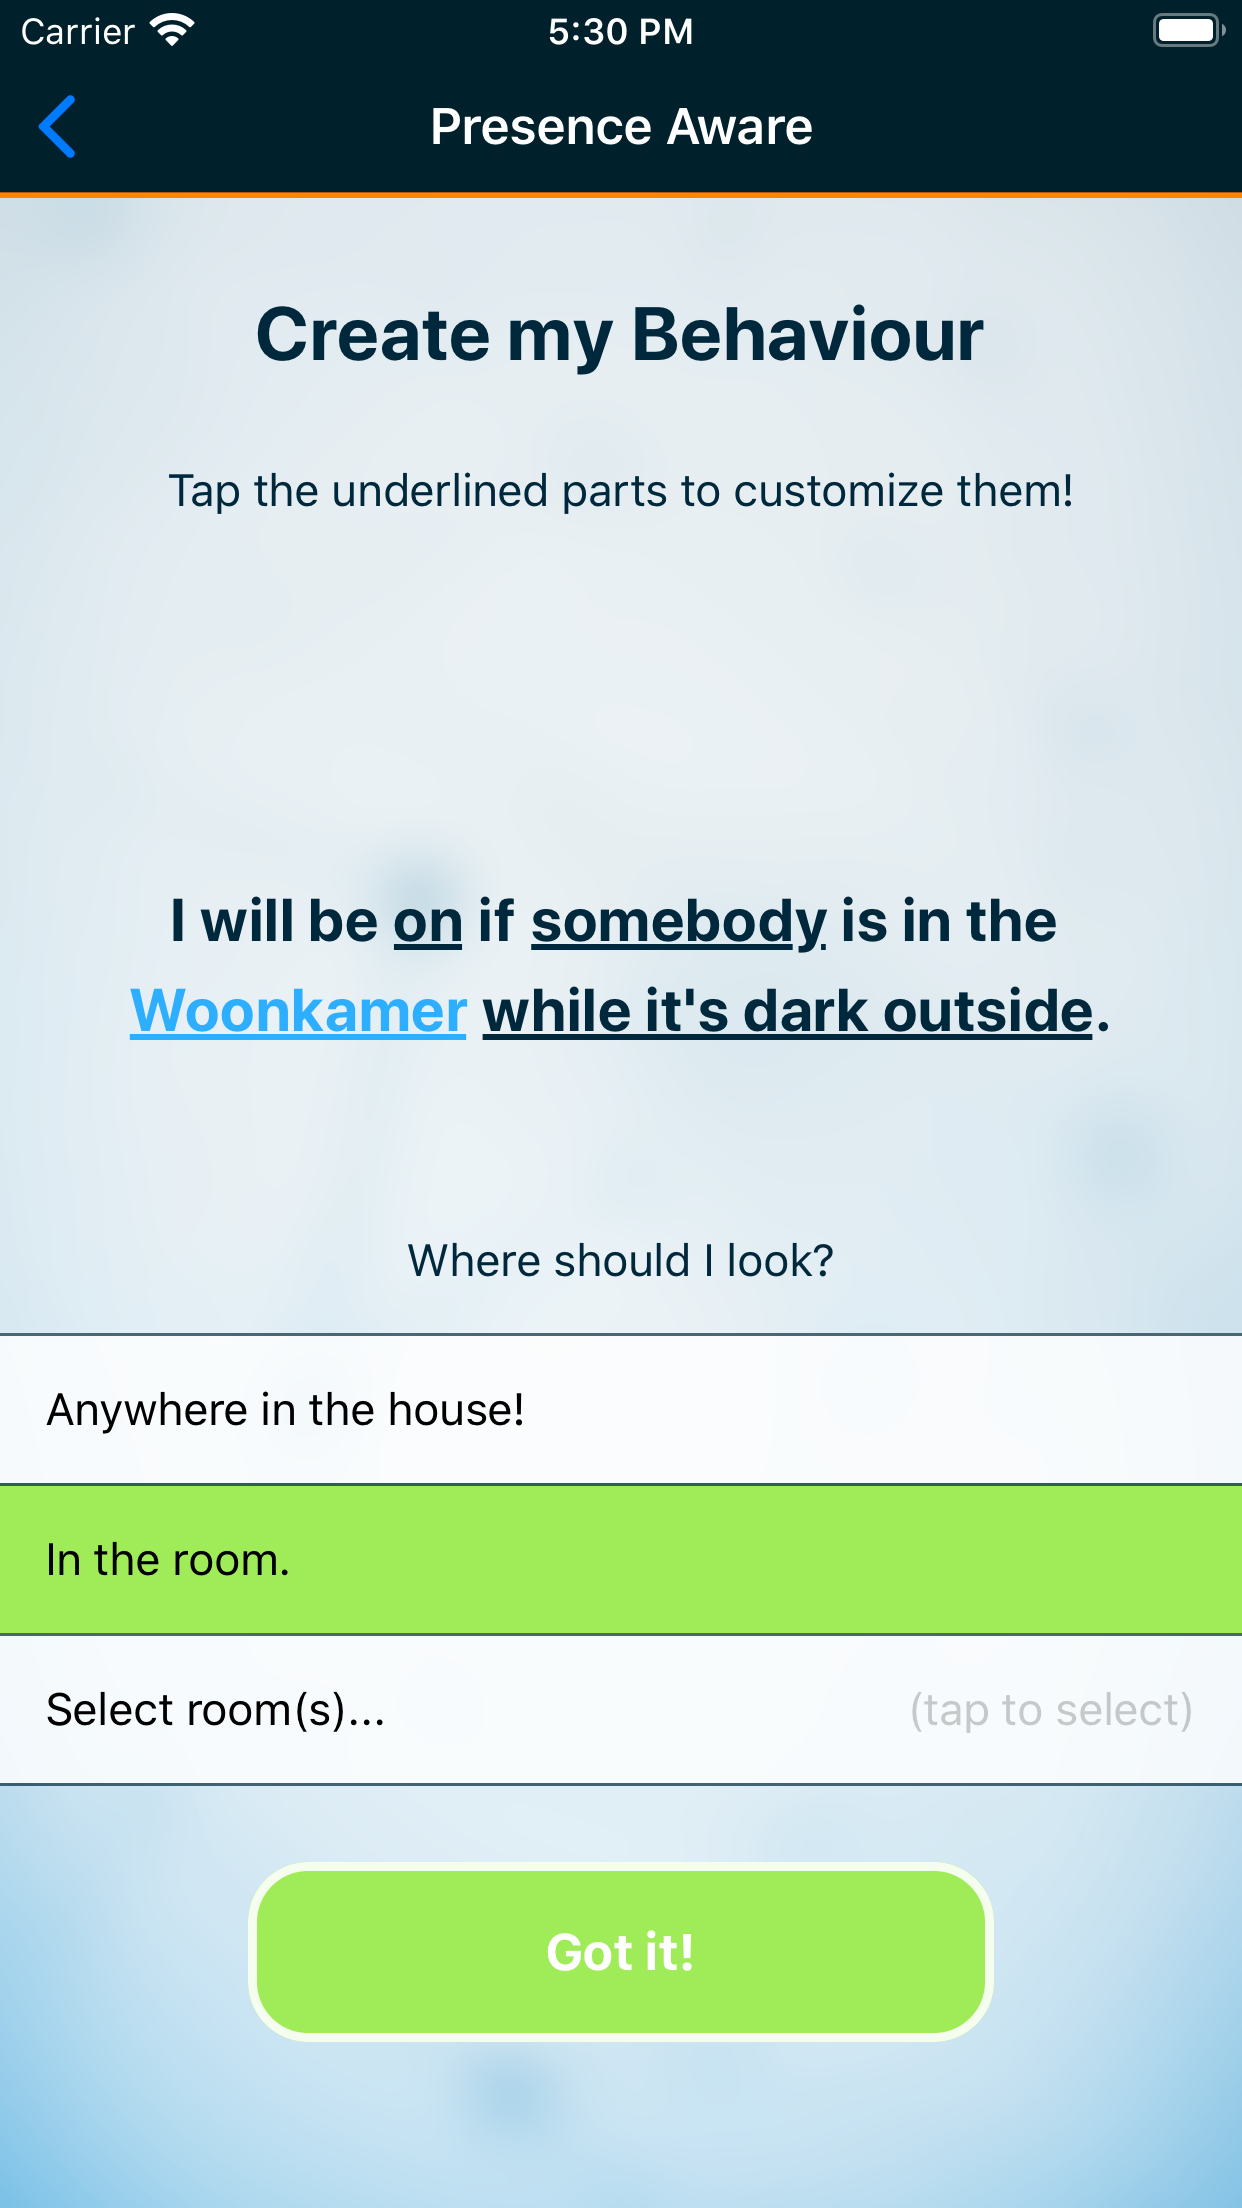 Carrier
5:30 PM
Presence Aware
Create my Behaviour
Tap the underlined parts to customize them!
I will be on if somebody is in the
Woonkamer while it's dark outside.
Where should I look?
Anywhere in the house!
In the room.
Select room(s)... (tap to select)
Got it!